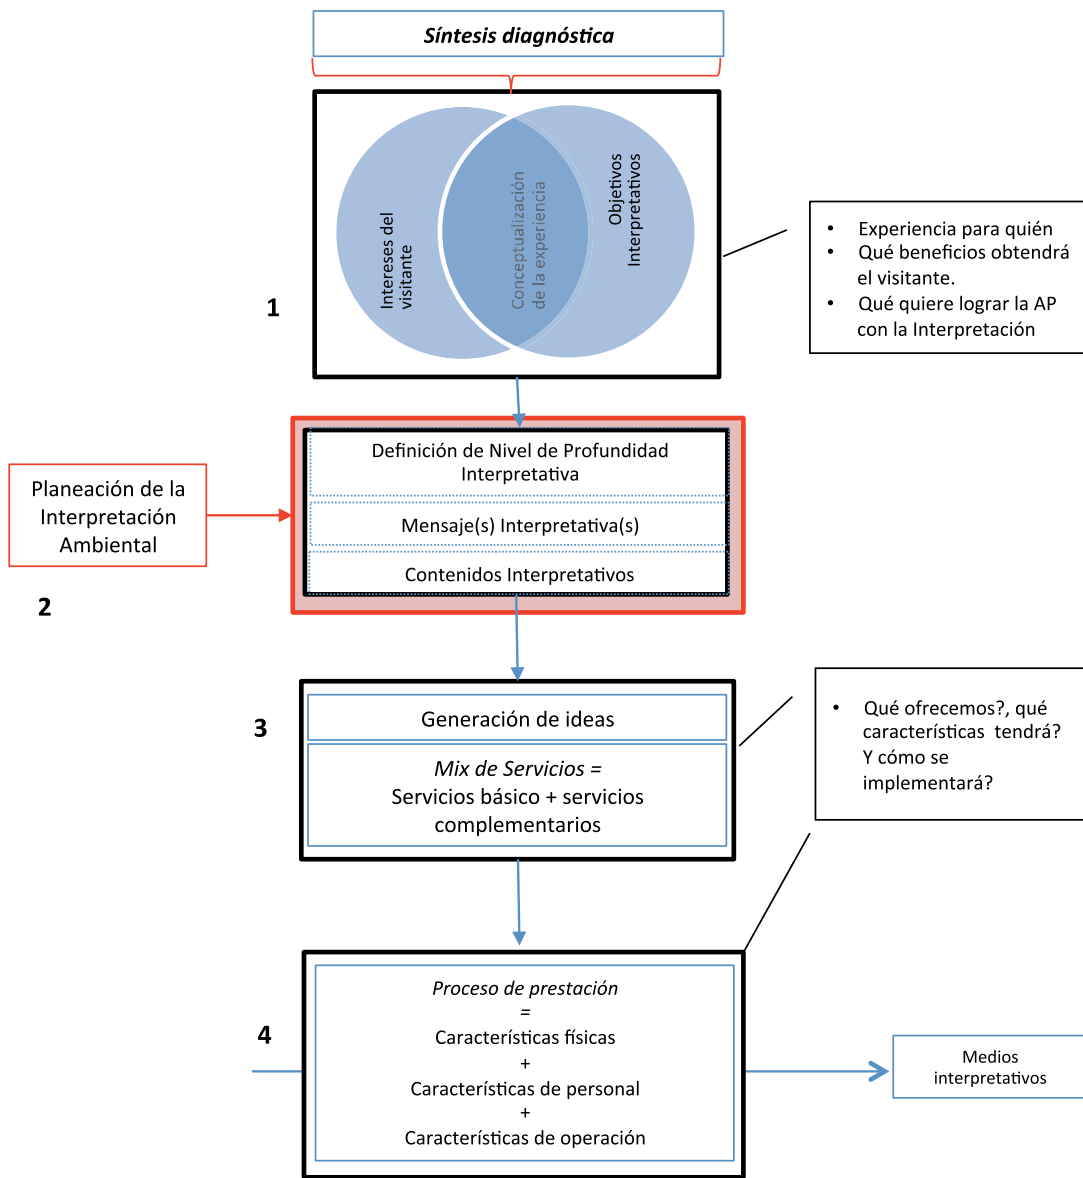 Síntesis diagnóstica
Intereses del
visitante
Conceptualización
de la experiencia
Objetivos
Interpretativos
1
• Experiencia para quién
• Qué beneficios obtendrá
el visitante.
• Qué quiere lograr la AP
con la Interpretación
Planeación de la
Interpretación
Ambiental
2
Definición de Nivel de Profundidad
Interpretativa
Mensaje(s) Interpretativa(s)
Contenidos Interpretativos
3
Generación de ideas
Mix de Servicios =
Servicios básico + servicios
complementarios
• Qué ofrecemos?, qué
características tendrá?
Y cómo se
implementará?
4
Proceso de prestación
=
Características físicas
+
Características de personal
+
Características de operación
Medios
interpretativos